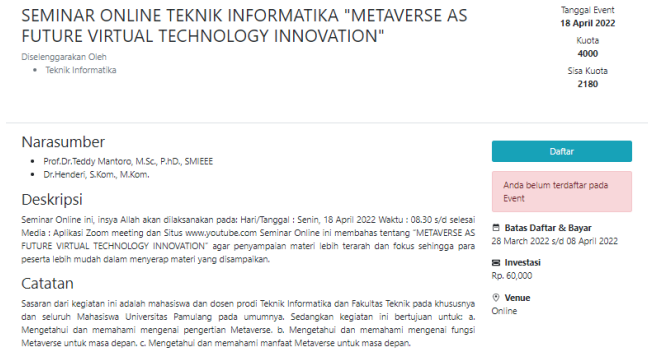 SEMINAR ONLINE TEKNIK INFORMATIKA "METAVERSE AS
FUTURE VIRTUAL TECHNOLOGY INNOVATION"
Diselenggarakan Oleh
Teknik Informatika
Tanggal Event
18 April 2022
Kuota
4000
Sisa Kuota
2180
Narasumber
Prof.Dr.Teddy Mantoro, M.Sc., P.hD., SMIEEE
Dr.Henderi, S.Kom., M.Kom.
Deskripsi
Seminar Online ini, insya Allah akan dilaksanakan pada: Hari/Tanggal : Senin, 18 April 2022 Waktu : 08.30 s/d selesai
Media : Aplikasi Zoom meeting dan Situs www.youtube.com Seminar Online ini membahas tentang "METAVERSE AS
FUTURE VIRTUAL TECHNOLOGY INNOVATION" agar penyampaian materi lebih terarah dan fokus sehingga para
peserta lebih mudah dalam menyerap materi yang disampaikan.
Catatan
Sasaran dari kegiatan ini adalah mahasiswa dan dosen prodi Teknik Informatika dan Fakultas Teknik pada khususnya
dan seluruh Mahasiswa Universitas Pamulang pada umumnya. Sedangkan kegiatan ini bertujuan untuk: a.
Mengetahui dan memahami mengenai pengertian Metaverse. b. Mengetahui dan memahami mengenai fungsi
Metaverse untuk masa depan. c. Mengetahui dan memahami manfaat Metaverse untuk masa depan.
Daftar
Anda belum terdaftar pada
Event
Batas Daftar & Bayar
28 March 2022 s/d 08 April 2022
Investasi
Rp. 60,000
Venue
Online